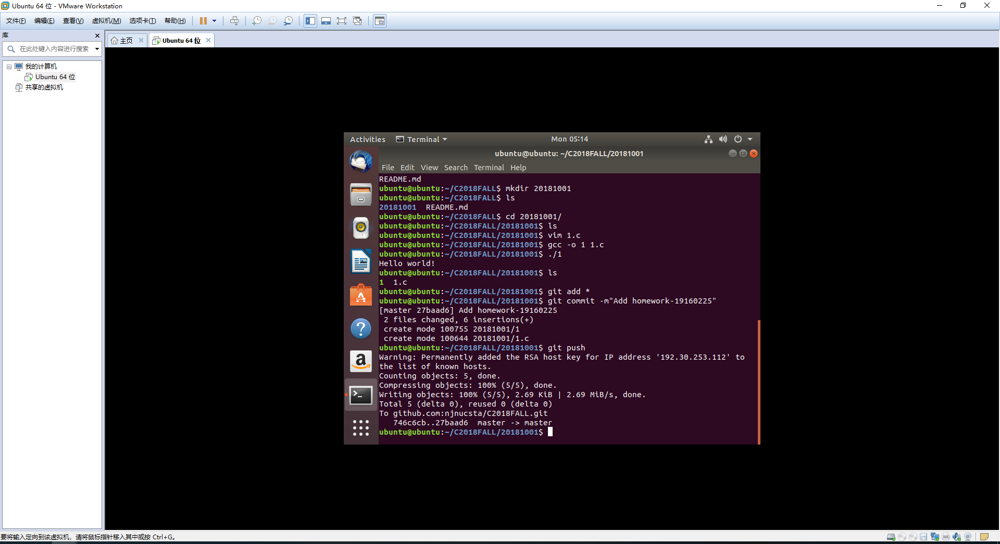 Ubuntu 64 位 - VMware Workstation
文件(F) 编辑(E) 查看(V) 虚拟机(M) 选项卡(T) 帮助(H)
库
主页 Ubuntu 64 位
在此处键入内容进行搜索
我的计算机
Ubuntu 64 位
共享的虚拟机
Activities Terminal Mon 05:14
ubuntu@ubuntu: ~/C2018FALL/20181001
File Edit View Search Terminal Help
README.md
ubuntu@ubuntu:~/C2018FALL$ mkdir 20181001
ubuntu@ubuntu:~/C2018FALL$ ls
20181001  README.md
ubuntu@ubuntu:~/C2018FALL$ cd 20181001/
ubuntu@ubuntu:~/C2018FALL/20181001$ ls
ubuntu@ubuntu:~/C2018FALL/20181001$ vim 1.c
ubuntu@ubuntu:~/C2018FALL/20181001$ gcc -o 1 1.c
ubuntu@ubuntu:~/C2018FALL/20181001$ ./1
Hello world!
ubuntu@ubuntu:~/C2018FALL/20181001$ ls
1  1.c
ubuntu@ubuntu:~/C2018FALL/20181001$ git add *
ubuntu@ubuntu:~/C2018FALL/20181001$ git commit -m"Add homework-19160225"
[master 27baad6] Add homework-19160225
 2 files changed, 6 insertions(+)
 create mode 100755 20181001/1
 create mode 100644 20181001/1.c
ubuntu@ubuntu:~/C2018FALL/20181001$ git push
Warning: Permanently added the RSA host key for IP address '192.30.253.112' to
the list of known hosts.
Counting objects: 5, done.
Compressing objects: 100% (5/5), done.
Writing objects: 100% (5/5), 2.69 KiB | 2.69 MiB/s, done.
Total 5 (delta 0), reused 0 (delta 0)
To github.com:njnucsta/C2018FALL.git
   746c6cb..27baad6  master -> master
ubuntu@ubuntu:~/C2018FALL/20181001$
要将输入定向到该虚拟机，请将鼠标指针移入其中或按 Ctrl+G。